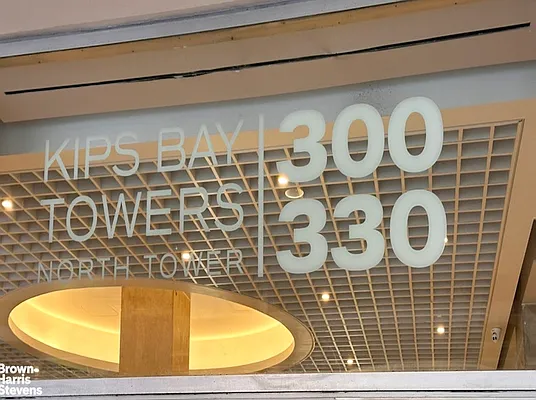 KIPS BAY
TOWERS
NORTH TOWER
300
330
Brown
Harris
Stevens